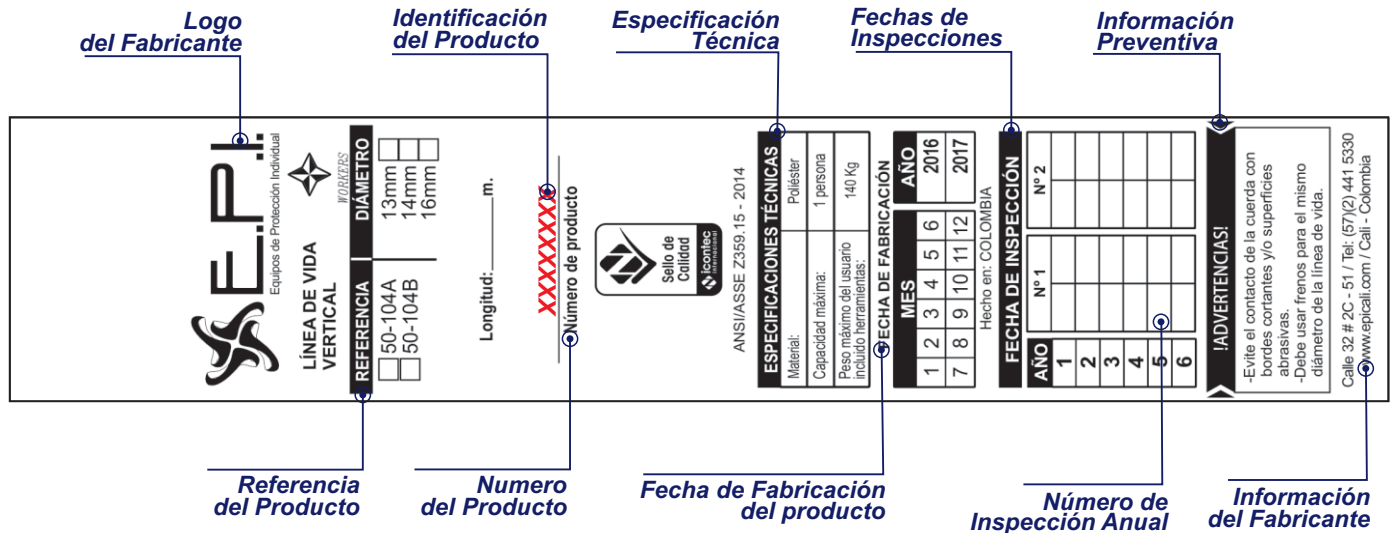 Logo
del Fabricante
Identificación
del Producto
Especificación
Técnica
Fechas de
Inspecciones
Información
Preventiva
E.P.I.
Equipos de Protección Individual
LÍNEA DE VIDA
VERTICAL
WORKERS
REFERENCIA DIÁMETRO
50-104A 13mm
50-104B 14mm
16mm
Longitud: m.
XXXXXXXX
Número de producto
Sello de
Calidad
icontec
internacional
ANSI/ASSE Z359.15 - 2014
ESPECIFICACIONES TÉCNICAS
Material: Poliéster
Capacidad máxima: 1 persona
Peso máximo del usuario
incluido herramientas: 140 Kg
FECHA DE FABRICACIÓN
MES AÑO
1 2 3 4 5 6 2016
7 8 9 10 11 12 2017
Hecho en: COLOMBIA
FECHA DE INSPECCIÓN
AÑO Nº 1 Nº 2
1
2
3
4
5
6
!ADVERTENCIAS!
-Evite el contacto de la cuerda con
bordes cortantes y/o superficies
abrasivas.
-Debe usar frenos para el mismo
diámetro de la línea de vida.
Calle 32 # 2C - 51 / Tel: (57)(2) 441 5330
www.epicali.com / Cali - Colombia
Referencia
del Producto
Numero
del Producto
Fecha de Fabricación
del producto
Número de
Inspección Anual
Información
del Fabricante